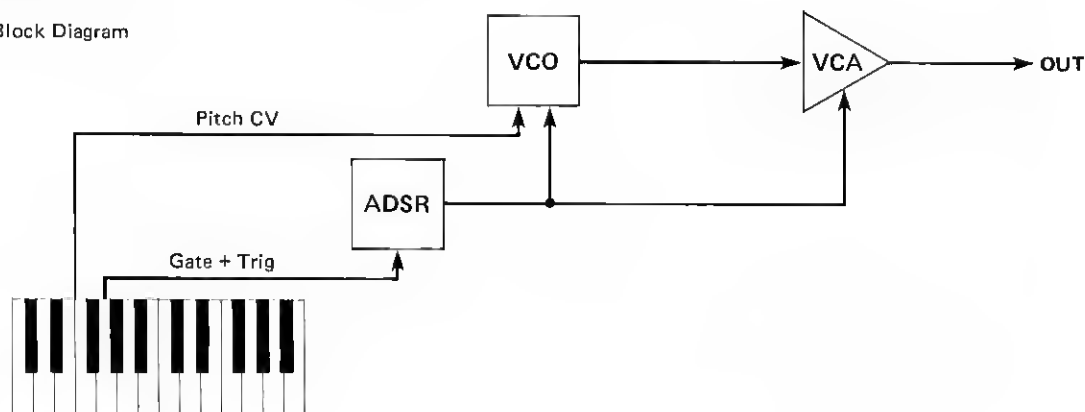 Block Diagram
VCO
VCA
OUT
Pitch CV
ADSR
Gate + Trig